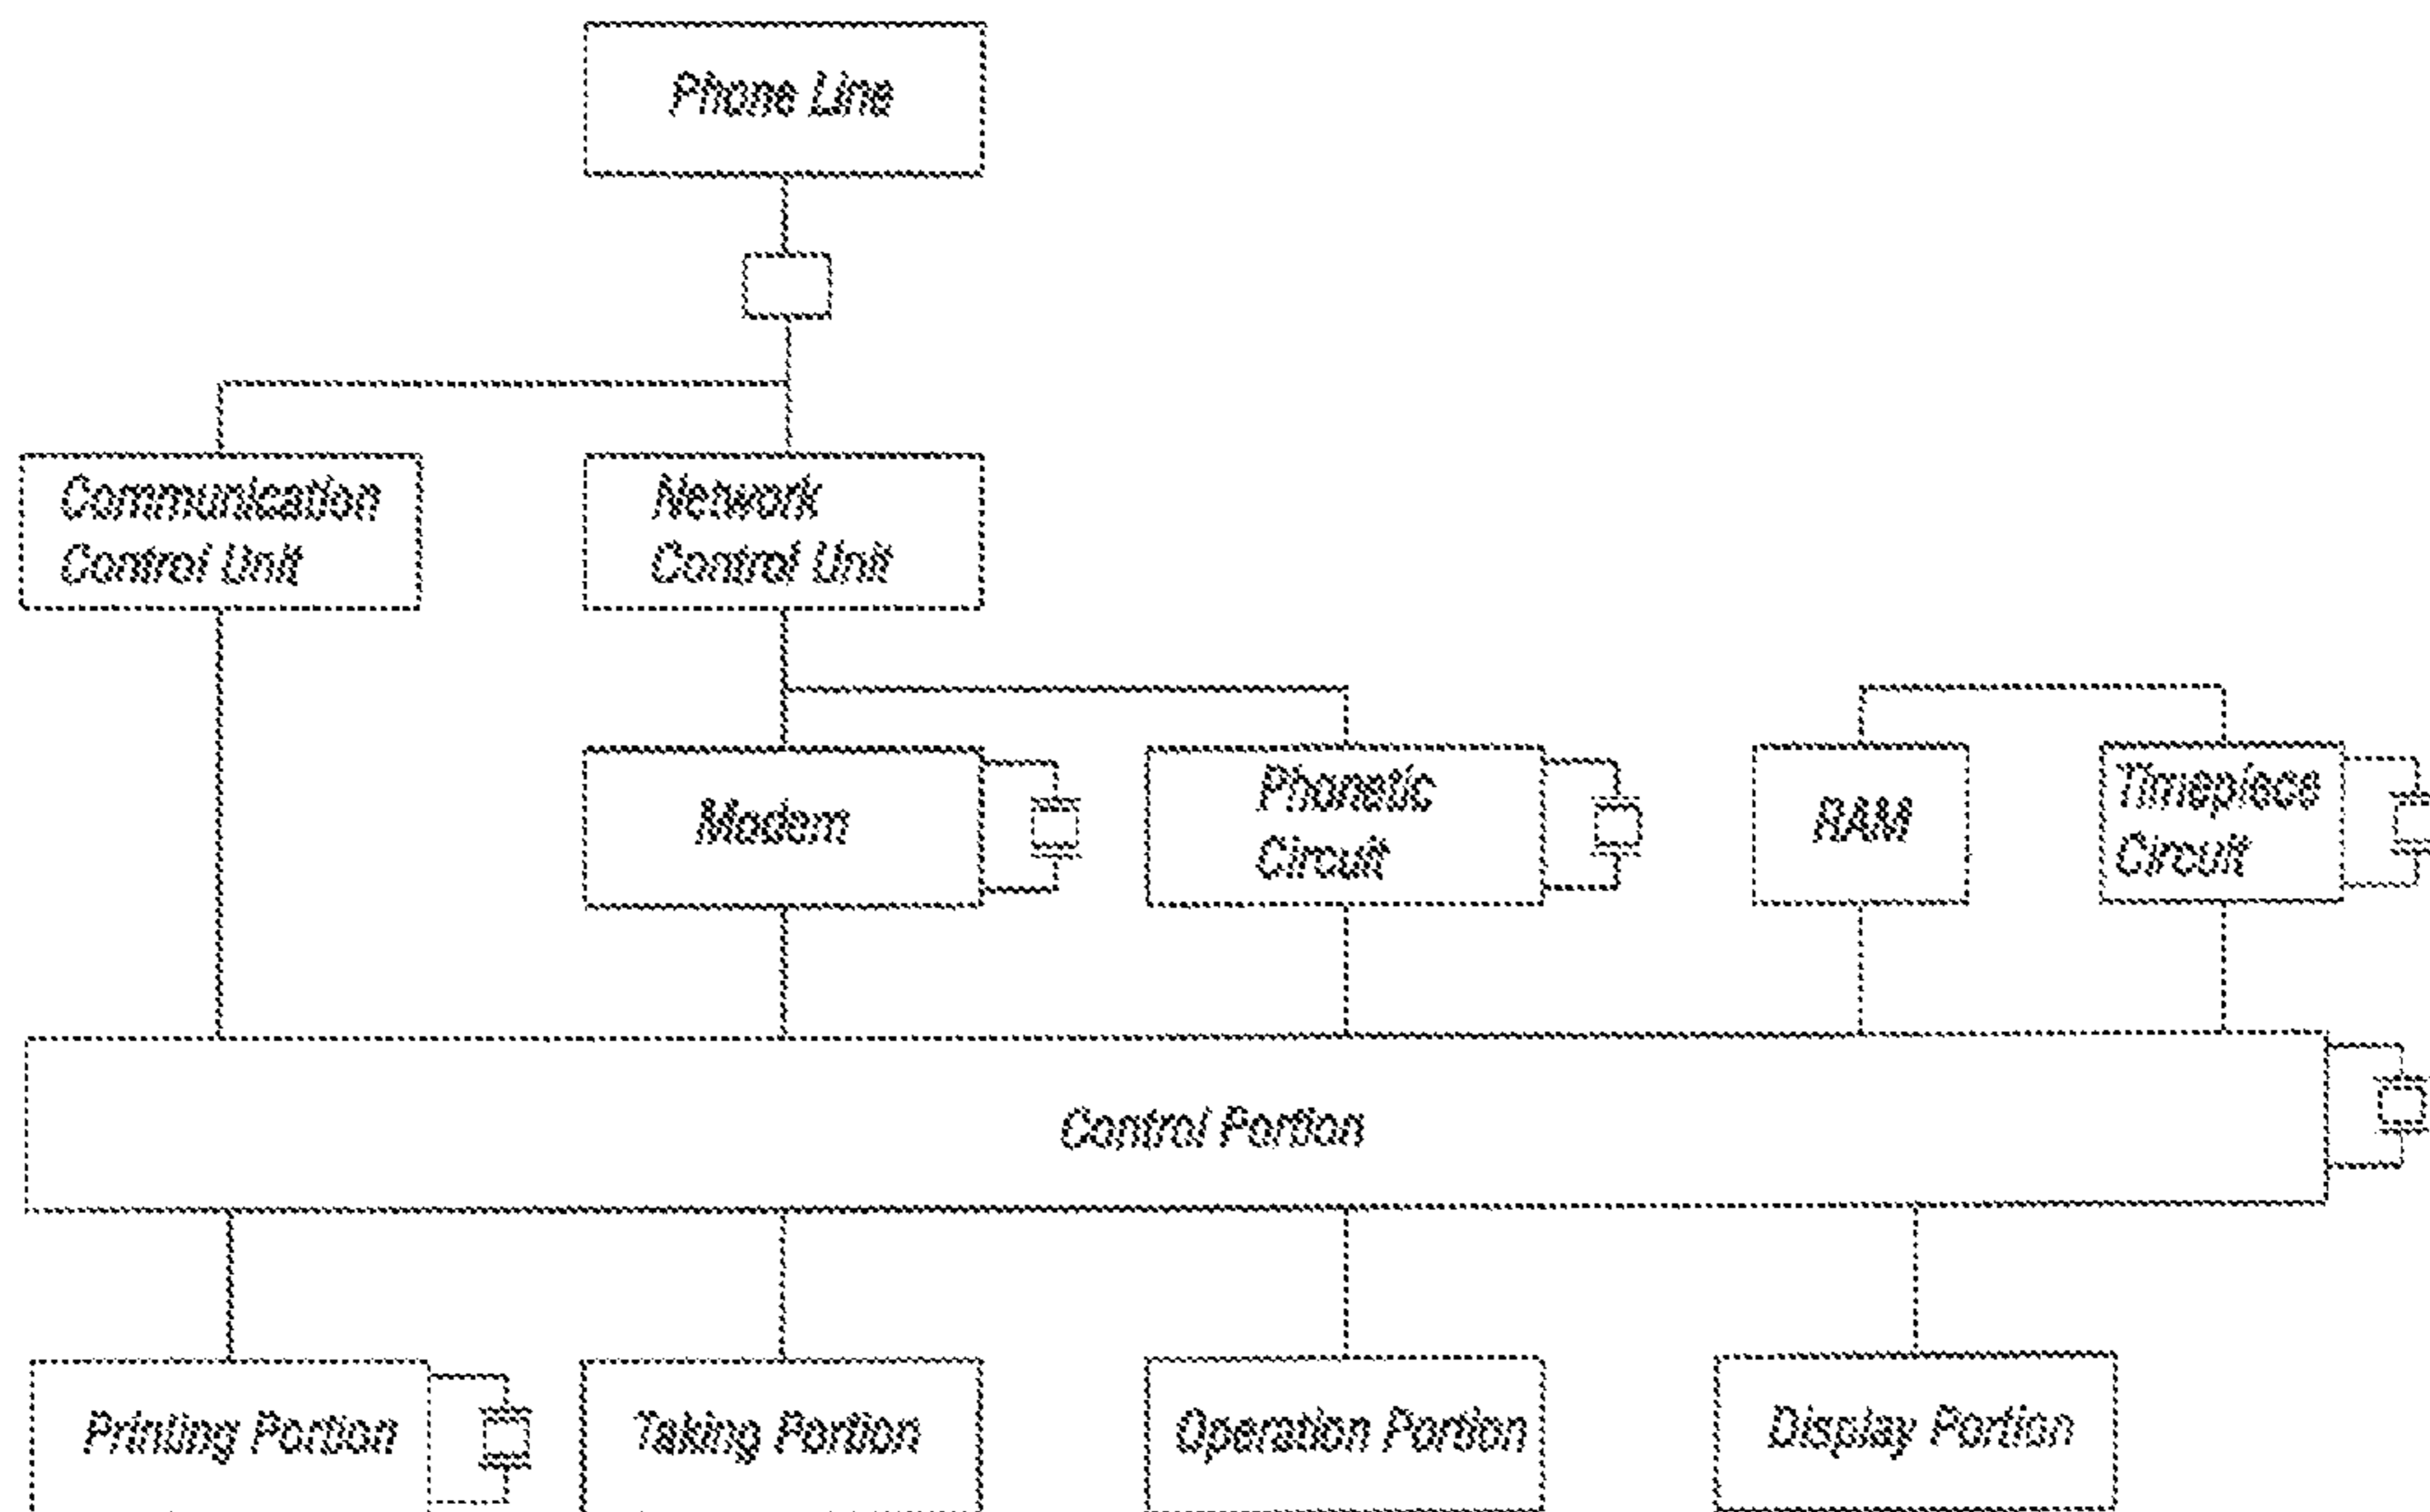 Phone Line
Communication
Control Unit
Network
Control Unit
Modem
Phonetic
Circuit
RAM
Timepiece
Circuit
Control Portion
Printing Portion
Taking Portion
Operation Portion
Display Portion